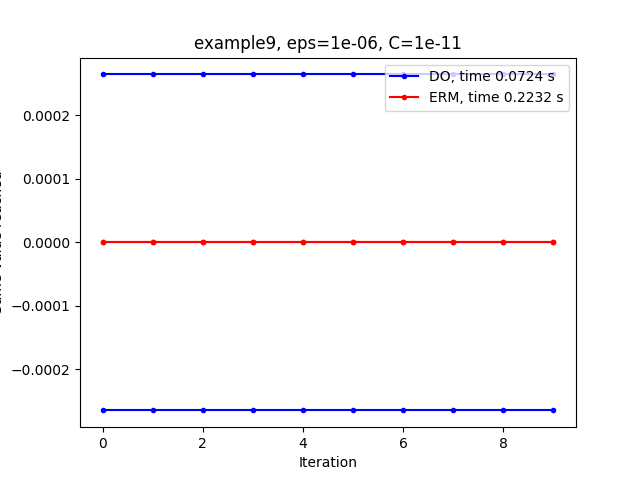 example9, eps=1e-06, C=1e-11
DO, time 0.0724 s
ERM, time 0.2232 s
0.0002
0.0001
0.0000
−0.0001
−0.0002
0
2
4
6
8
Iteration